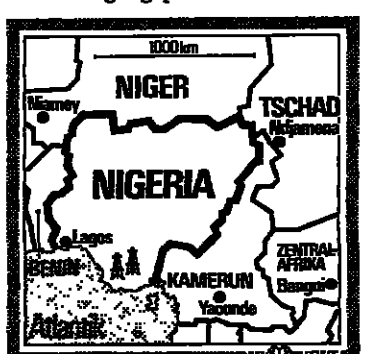 1000 km
NIGER
Niamey
TSCHAD
Ndjamena
NIGERIA
Lagos
BENIN
ZENTRAL-
AFRIKA
KAMERUN
Bangui
Yaounde
Atlantik